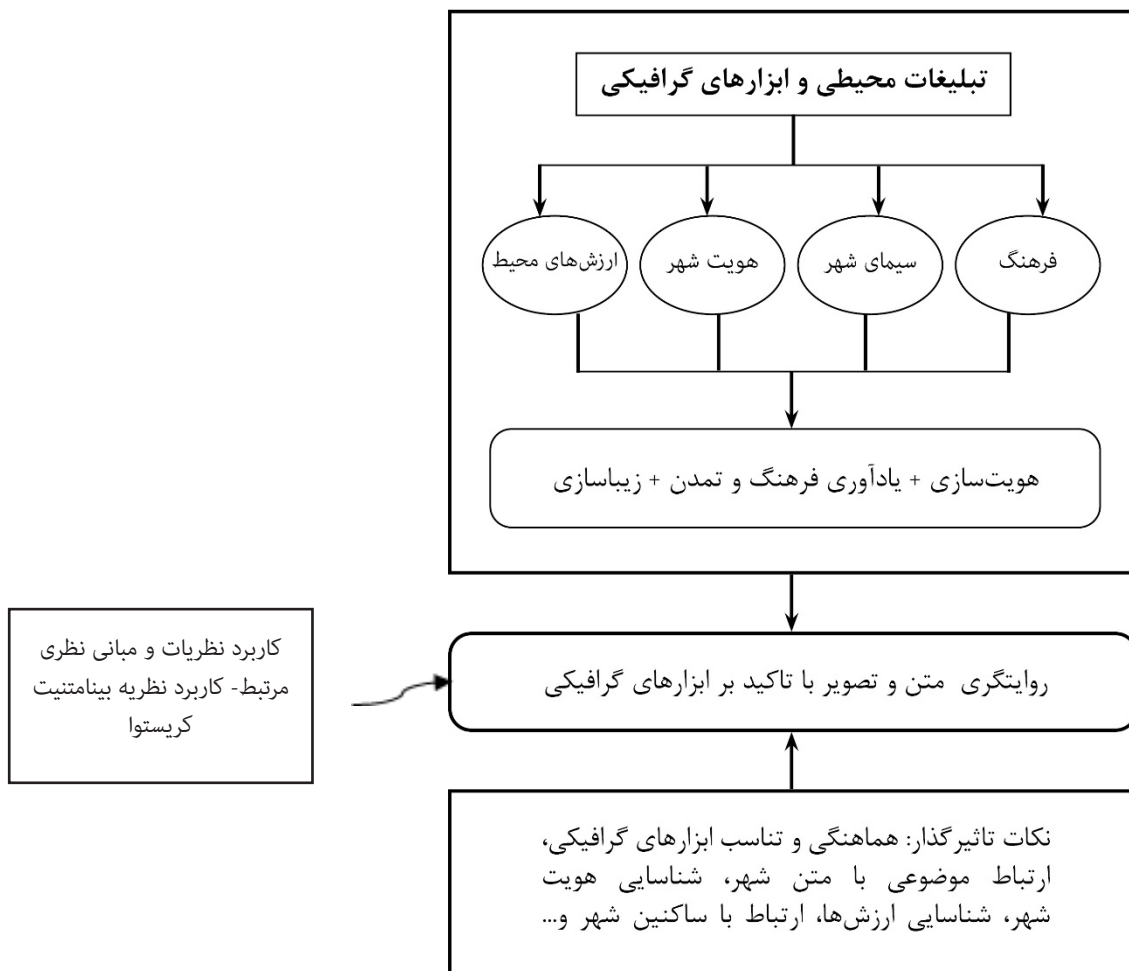 تبلیغات محیطی و ابزارهای گرافیکی
فرهنگ
سیمای شهر
هویت شهر
ارزش‌های محیط
هویت‌سازی + یادآوری فرهنگ و تمدن + زیباسازی
روایتگری متن و تصویر با تاکید بر ابزارهای گرافیکی
کاربرد نظریات و مبانی نظری
مرتبط- کاربرد نظریه بینامتنیت
کریستوا
نکات تاثیرگذار: هماهنگی و تناسب ابزارهای گرافیکی،
ارتباط موضوعی با متن شهر، شناسایی هویت
شهر، شناسایی ارزش‌ها، ارتباط با ساکنین شهر و...